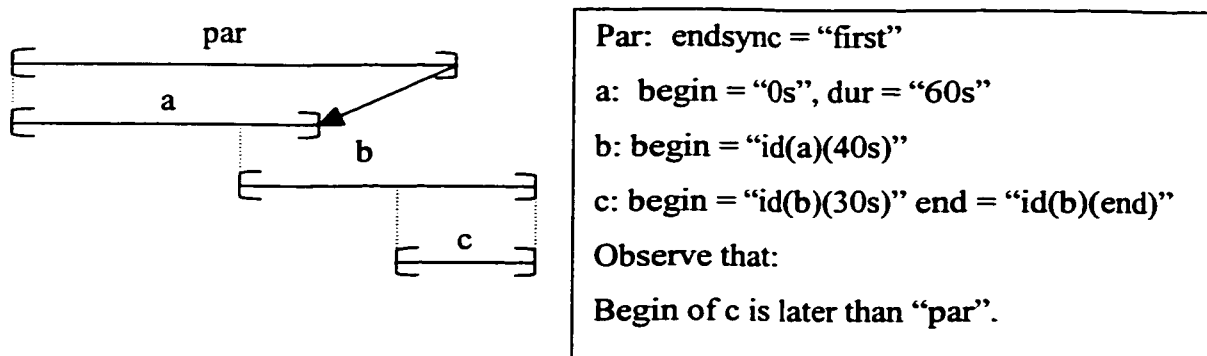 par
a
b
c
Par: endsync = “first”
a: begin = “0s”, dur = “60s”
b: begin = “id(a)(40s)”
c: begin = “id(b)(30s)” end = “id(b)(end)”
Observe that:
Begin of c is later than “par”.